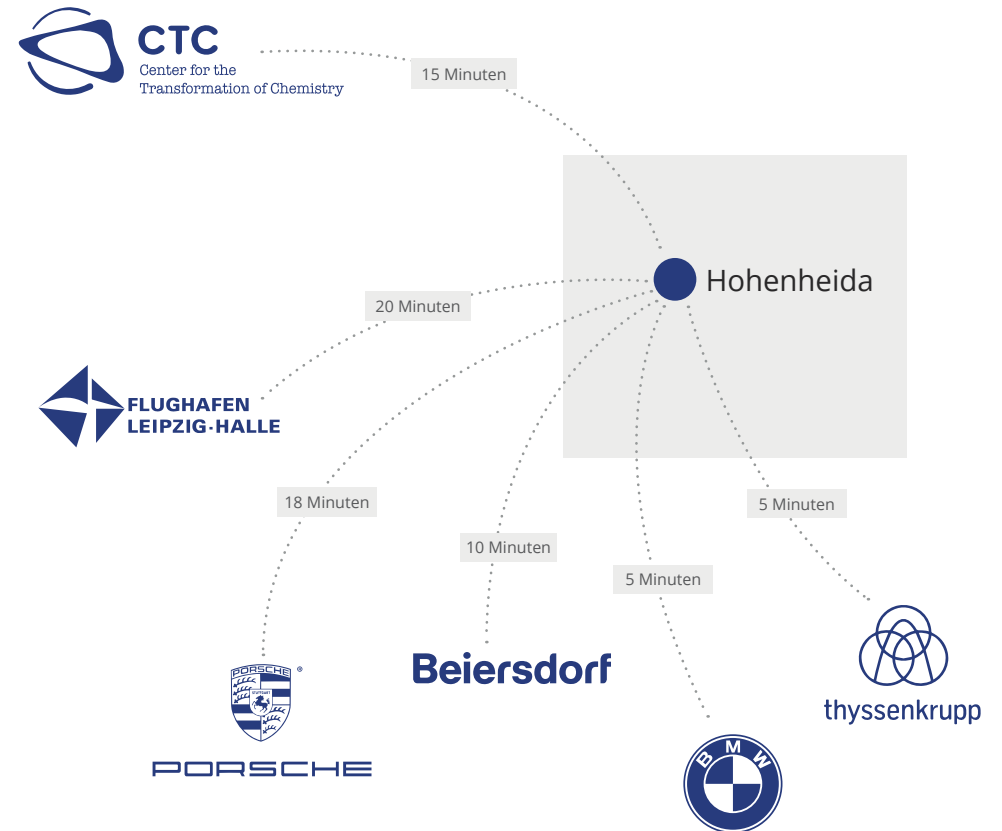 CTC
Center for the
Transformation of Chemistry
15 Minuten
Hohenheida
20 Minuten
FLUGHAFEN
LEIPZIG·HALLE
18 Minuten
5 Minuten
10 Minuten
5 Minuten
Beiersdorf
PORSCHE
®
STUTTGART
thyssenkrupp
PORSCHE
BMW